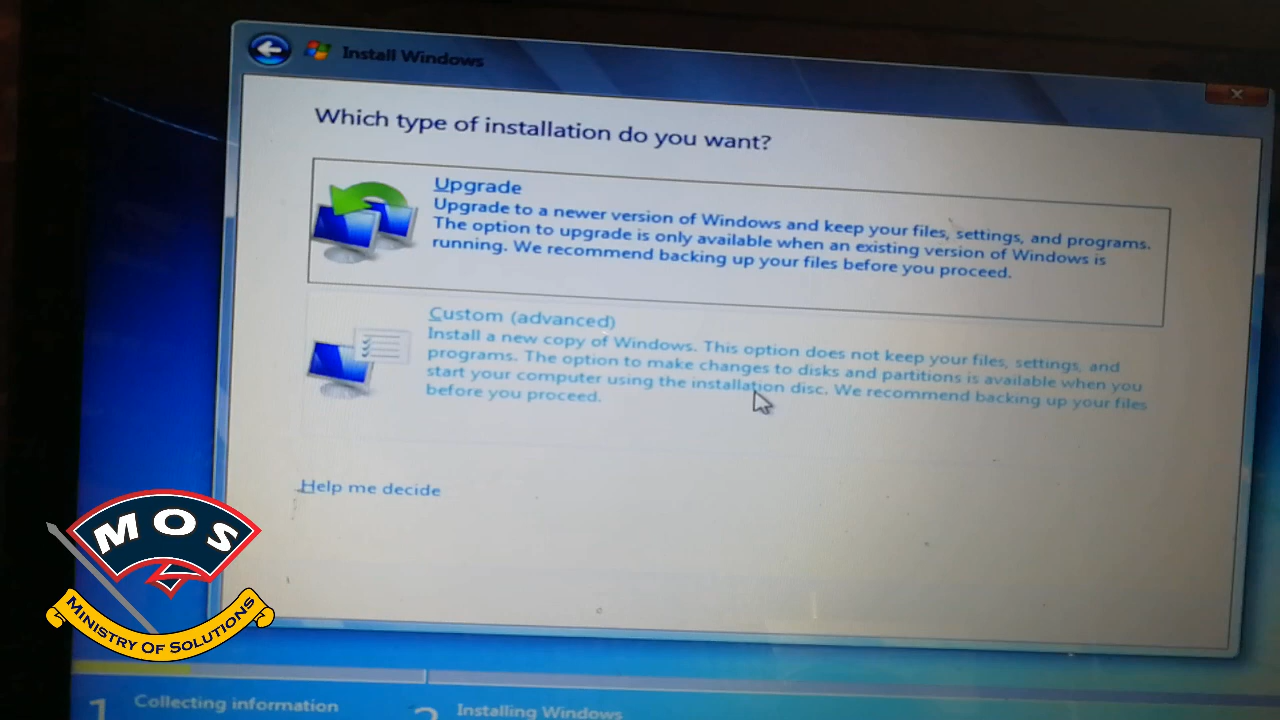 Install Windows
Which type of installation do you want?
Upgrade
Upgrade to a newer version of Windows and keep your files, settings, and programs.
The option to upgrade is only available when an existing version of Windows is
running. We recommend backing up your files before you proceed.
Custom (advanced)
Install a new copy of Windows. This option does not keep your files, settings, and
programs. The option to make changes to disks and partitions is available when you
start your computer using the installation disc. We recommend backing up your files
before you proceed.
Help me decide
MOS
MINISTRY OF SOLUTIONS
1 Collecting information
2 Installing Windows